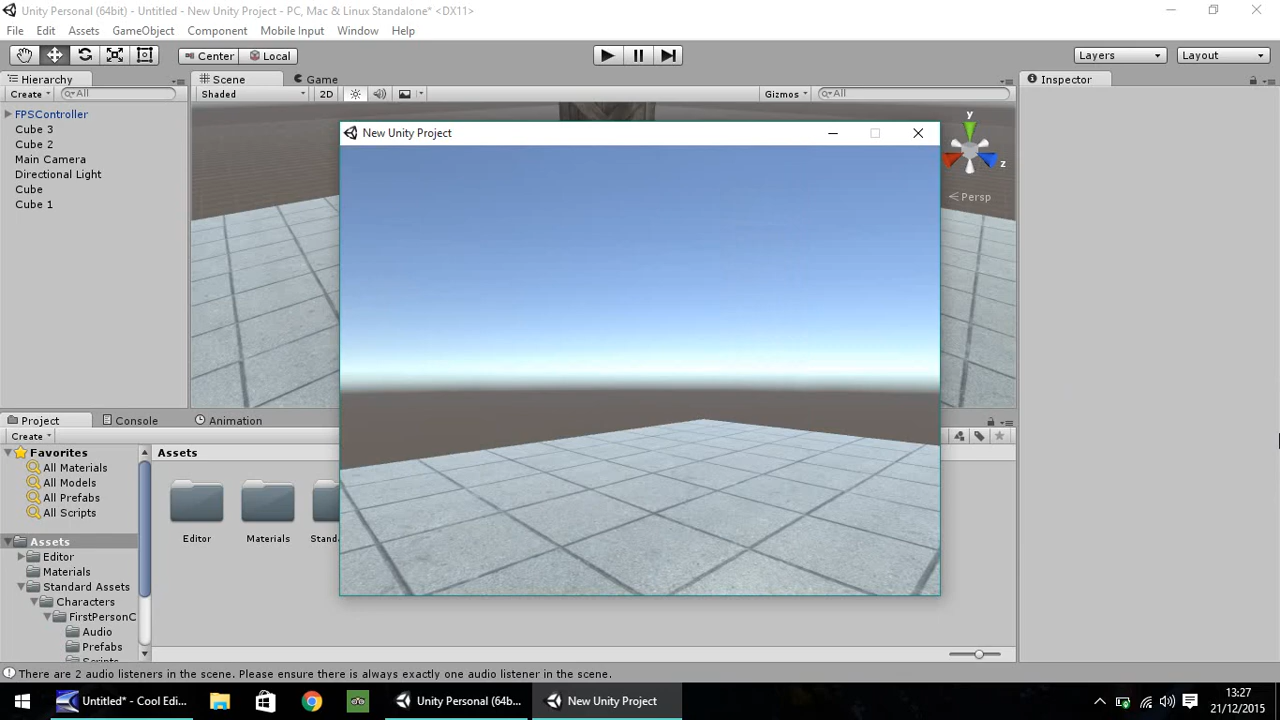 Unity Personal (64bit) - Untitled - New Unity Project - PC, Mac & Linux Standalone* <DX11>
File Edit Assets GameObject Component Mobile Input Window Help
Center Local Layers Layout
Hierarchy Scene Game Inspector
Create All Shaded 2D Gizmos All
FPSController
Cube 3
Cube 2
Main Camera
Directional Light
Cube
Cube 1
New Unity Project
y
z
Persp
Project Console Animation
Create
Favorites
All Materials
All Models
All Prefabs
All Scripts
Assets
Editor
Materials
Standard Assets
Characters
FirstPersonC
Audio
Prefabs
Assets
Editor Materials Stand
There are 2 audio listeners in the scene. Please ensure there is always exactly one audio listener in the scene.
Untitled* - Cool Edi... Unity Personal (64b... New Unity Project
13:27
21/12/2015